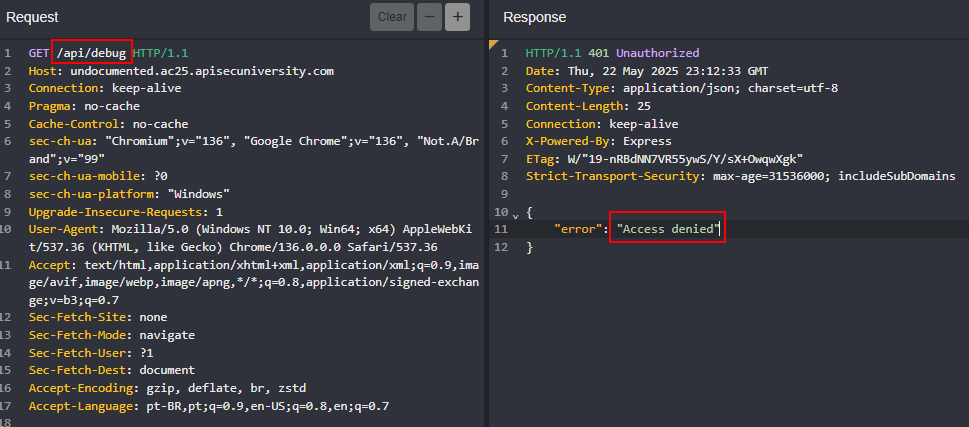 Request
Clear
−
+
1 GET /api/debug HTTP/1.1
2 Host: undocumented.ac25.apisecuniversity.com
3 Connection: keep-alive
4 Pragma: no-cache
5 Cache-Control: no-cache
6 sec-ch-ua: "Chromium";v="136", "Google Chrome";v="136", "Not.A/Br
and";v="99"
7 sec-ch-ua-mobile: ?0
8 sec-ch-ua-platform: "Windows"
9 Upgrade-Insecure-Requests: 1
10 User-Agent: Mozilla/5.0 (Windows NT 10.0; Win64; x64) AppleWebKi
t/537.36 (KHTML, like Gecko) Chrome/136.0.0.0 Safari/537.36
11 Accept: text/html,application/xhtml+xml,application/xml;q=0.9,ima
ge/avif,image/webp,image/apng,*/*;q=0.8,application/signed-exchan
ge;v=b3;q=0.7
12 Sec-Fetch-Site: none
13 Sec-Fetch-Mode: navigate
14 Sec-Fetch-User: ?1
15 Sec-Fetch-Dest: document
16 Accept-Encoding: gzip, deflate, br, zstd
17 Accept-Language: pt-BR,pt;q=0.9,en-US;q=0.8,en;q=0.7
18
Response
1 HTTP/1.1 401 Unauthorized
2 Date: Thu, 22 May 2025 23:12:33 GMT
3 Content-Type: application/json; charset=utf-8
4 Content-Length: 25
5 Connection: keep-alive
6 X-Powered-By: Express
7 ETag: W/"19-nRBdNN7VR55ywS/Y/sX+OwqwXgk"
8 Strict-Transport-Security: max-age=31536000; includeSubDomains
9
10 {
11 "error": "Access denied"
12 }